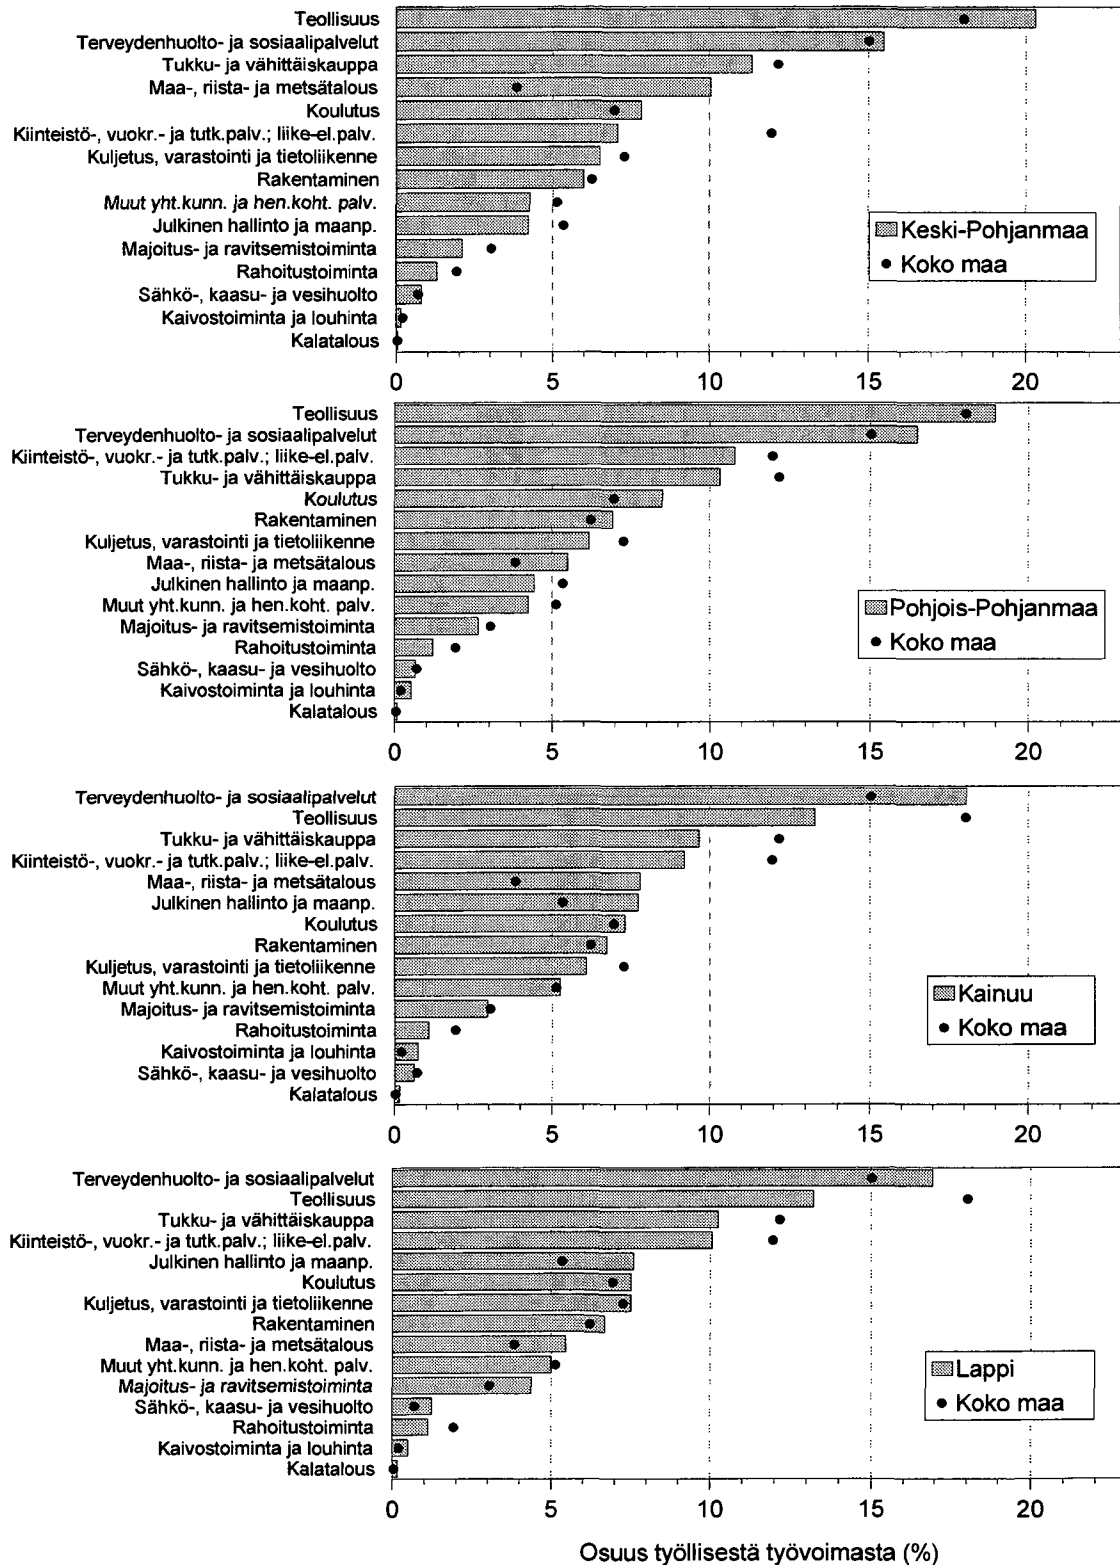 Teollisuus
Terveydenhuolto- ja sosiaalipalvelut
Tukku- ja vähittäiskauppa
Maa-, riista- ja metsätalous
Koulutus
Kiinteistö-, vuokr.- ja tutk.palv.; liike-el.palv.
Kuljetus, varastointi ja tietoliikenne
Rakentaminen
Muut yht.kunn. ja hen.koht. palv.
Julkinen hallinto ja maanp.
Majoitus- ja ravitsemistoiminta
Rahoitustoiminta
Sähkö-, kaasu- ja vesihuolto
Kaivostoiminta ja louhinta
Kalatalous
Keski-Pohjanmaa
Koko maa
0 5 10 15 20
Teollisuus
Terveydenhuolto- ja sosiaalipalvelut
Kiinteistö-, vuokr.- ja tutk.palv.; liike-el.palv.
Tukku- ja vähittäiskauppa
Koulutus
Rakentaminen
Kuljetus, varastointi ja tietoliikenne
Maa-, riista- ja metsätalous
Julkinen hallinto ja maanp.
Muut yht.kunn. ja hen.koht. palv.
Majoitus- ja ravitsemistoiminta
Rahoitustoiminta
Sähkö-, kaasu- ja vesihuolto
Kaivostoiminta ja louhinta
Kalatalous
Pohjois-Pohjanmaa
Koko maa
0 5 10 15 20
Terveydenhuolto- ja sosiaalipalvelut
Teollisuus
Tukku- ja vähittäiskauppa
Kiinteistö-, vuokr.- ja tutk.palv.; liike-el.palv.
Maa-, riista- ja metsätalous
Julkinen hallinto ja maanp.
Koulutus
Rakentaminen
Kuljetus, varastointi ja tietoliikenne
Muut yht.kunn. ja hen.koht. palv.
Majoitus- ja ravitsemistoiminta
Rahoitustoiminta
Kaivostoiminta ja louhinta
Sähkö-, kaasu- ja vesihuolto
Kalatalous
Kainuu
Koko maa
0 5 10 15 20
Terveydenhuolto- ja sosiaalipalvelut
Teollisuus
Tukku- ja vähittäiskauppa
Kiinteistö-, vuokr.- ja tutk.palv.; liike-el.palv.
Julkinen hallinto ja maanp.
Koulutus
Kuljetus, varastointi ja tietoliikenne
Rakentaminen
Maa-, riista- ja metsätalous
Muut yht.kunn. ja hen.koht. palv.
Majoitus- ja ravitsemistoiminta
Sähkö-, kaasu- ja vesihuolto
Rahoitustoiminta
Kaivostoiminta ja louhinta
Kalatalous
Lappi
Koko maa
0 5 10 15 20
Osuus työllisestä työvoimasta (%)